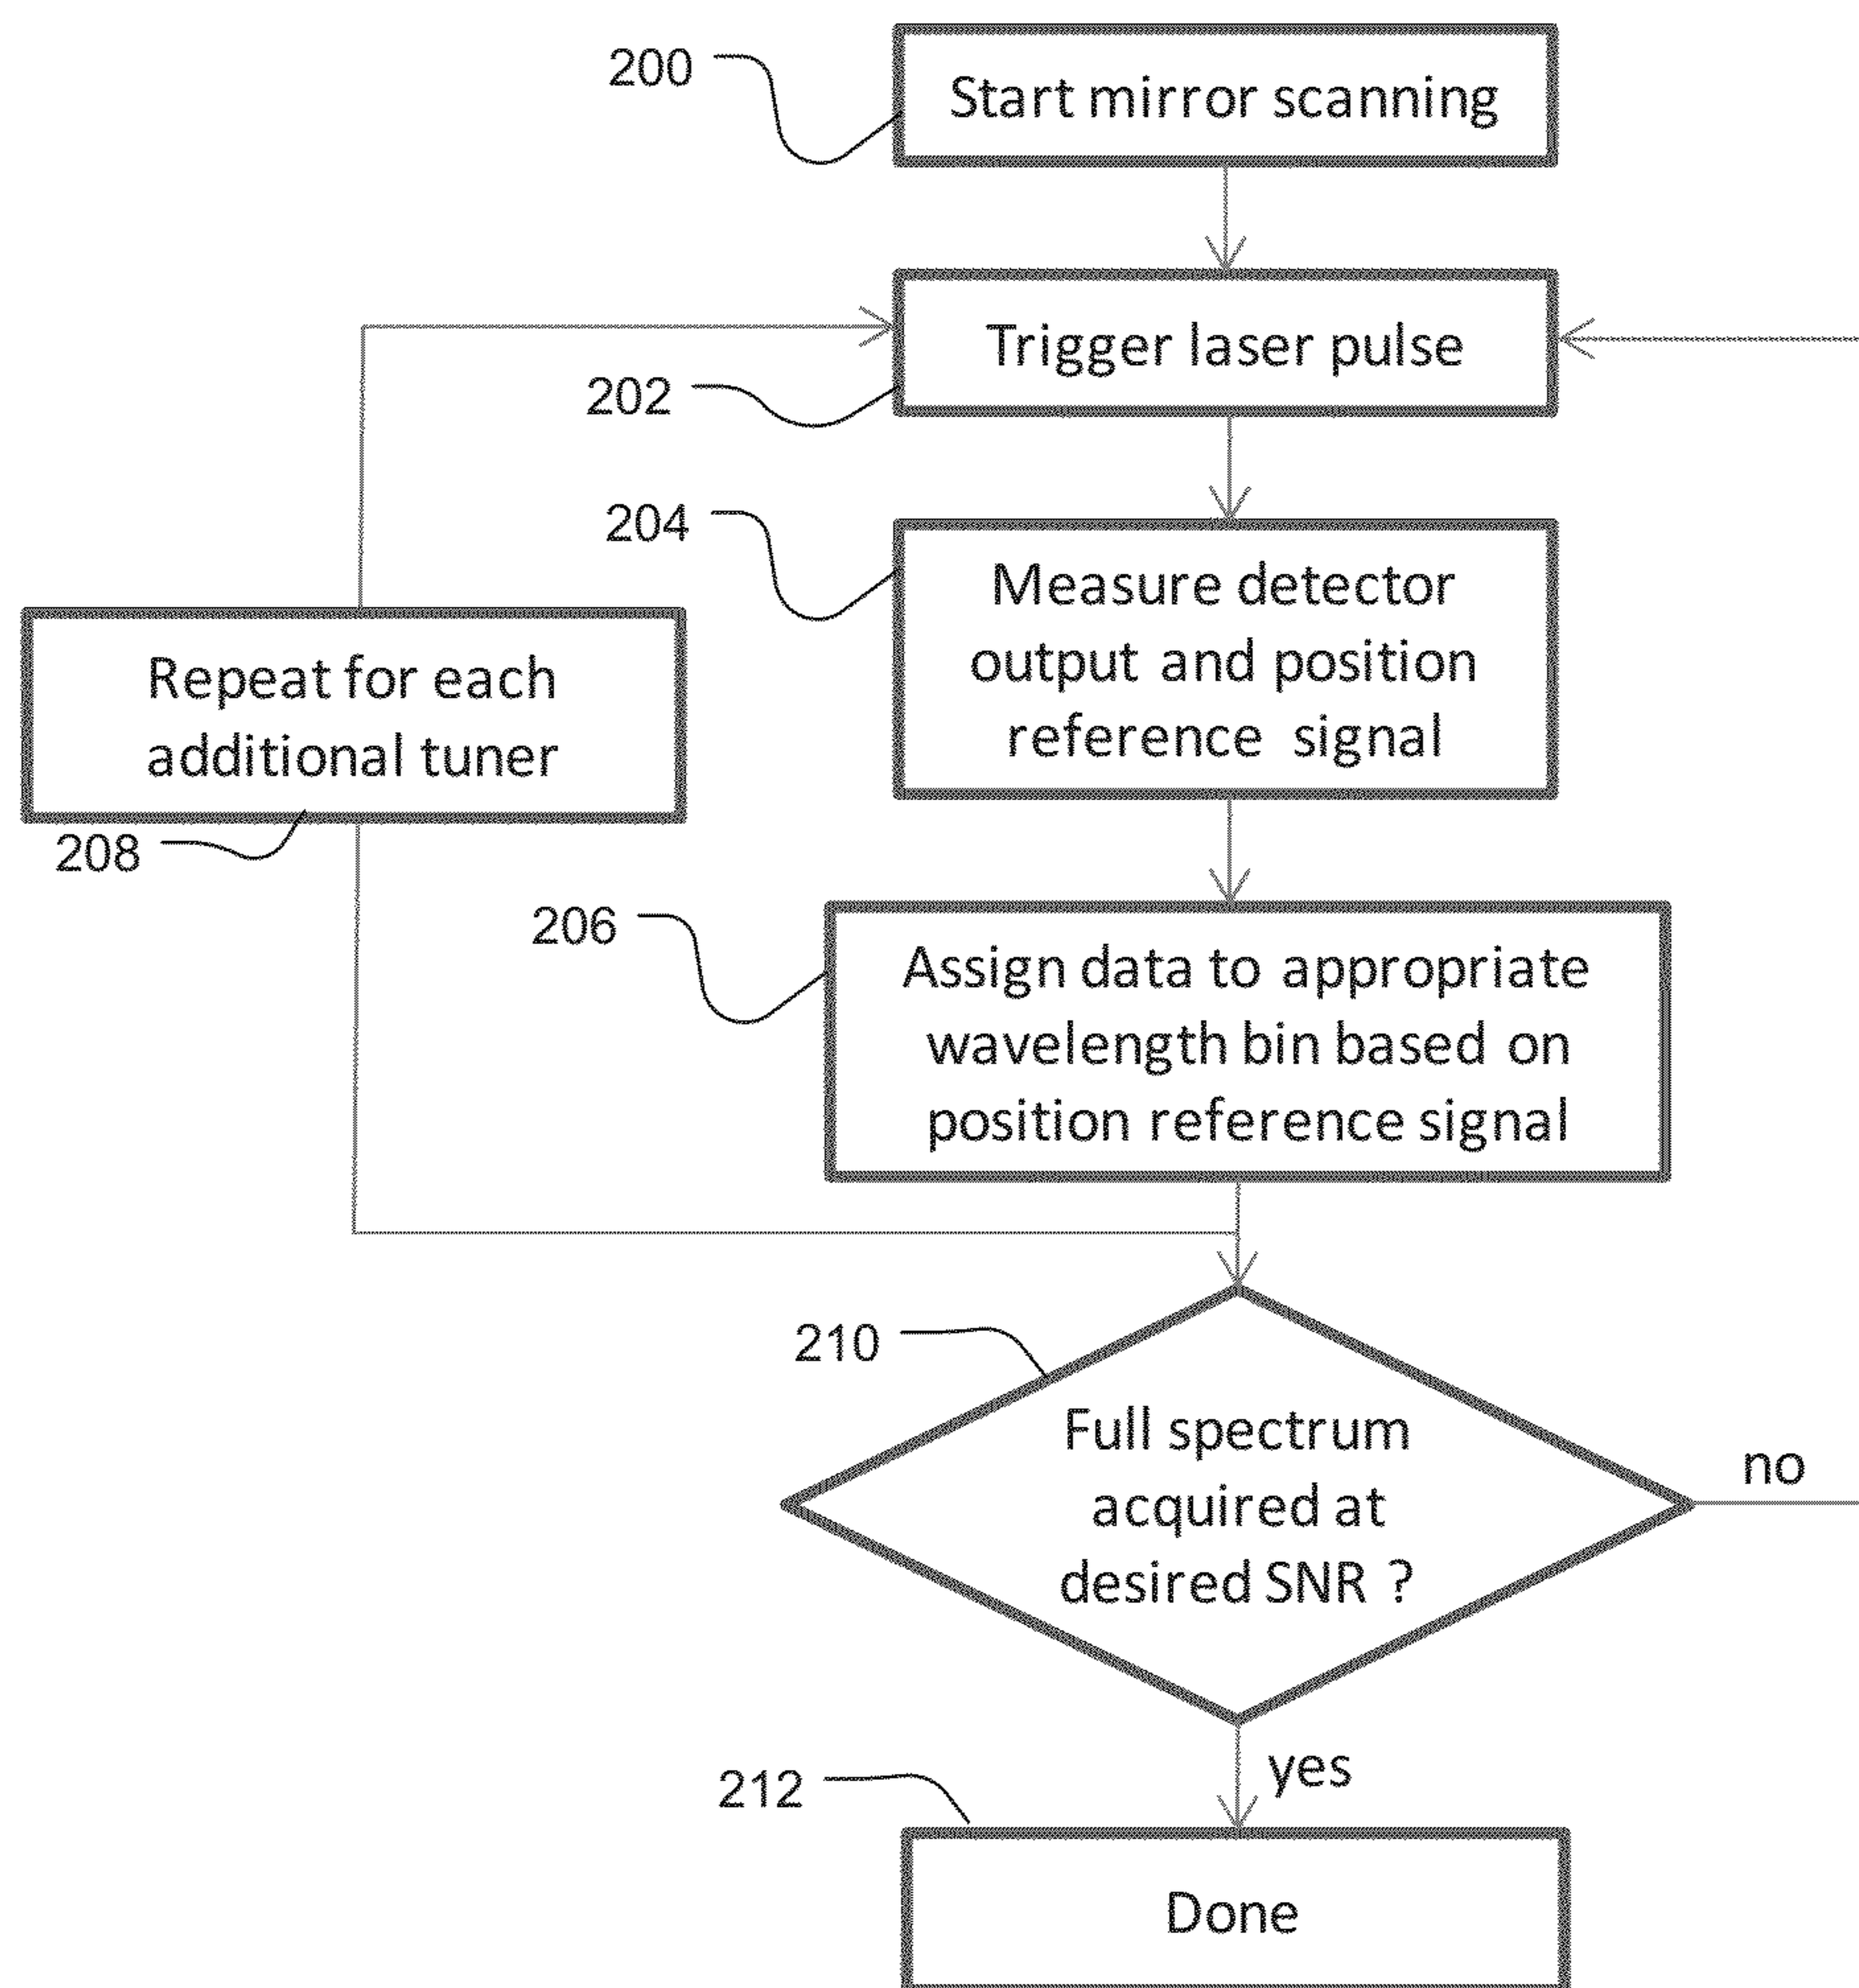 200
Start mirror scanning
Trigger laser pulse
202
204
Measure detector
output and position
reference signal
Repeat for each
additional tuner
208
206
Assign data to appropriate
wavelength bin based on
position reference signal
210
Full spectrum
acquired at
desired SNR ?
no
yes
212
Done